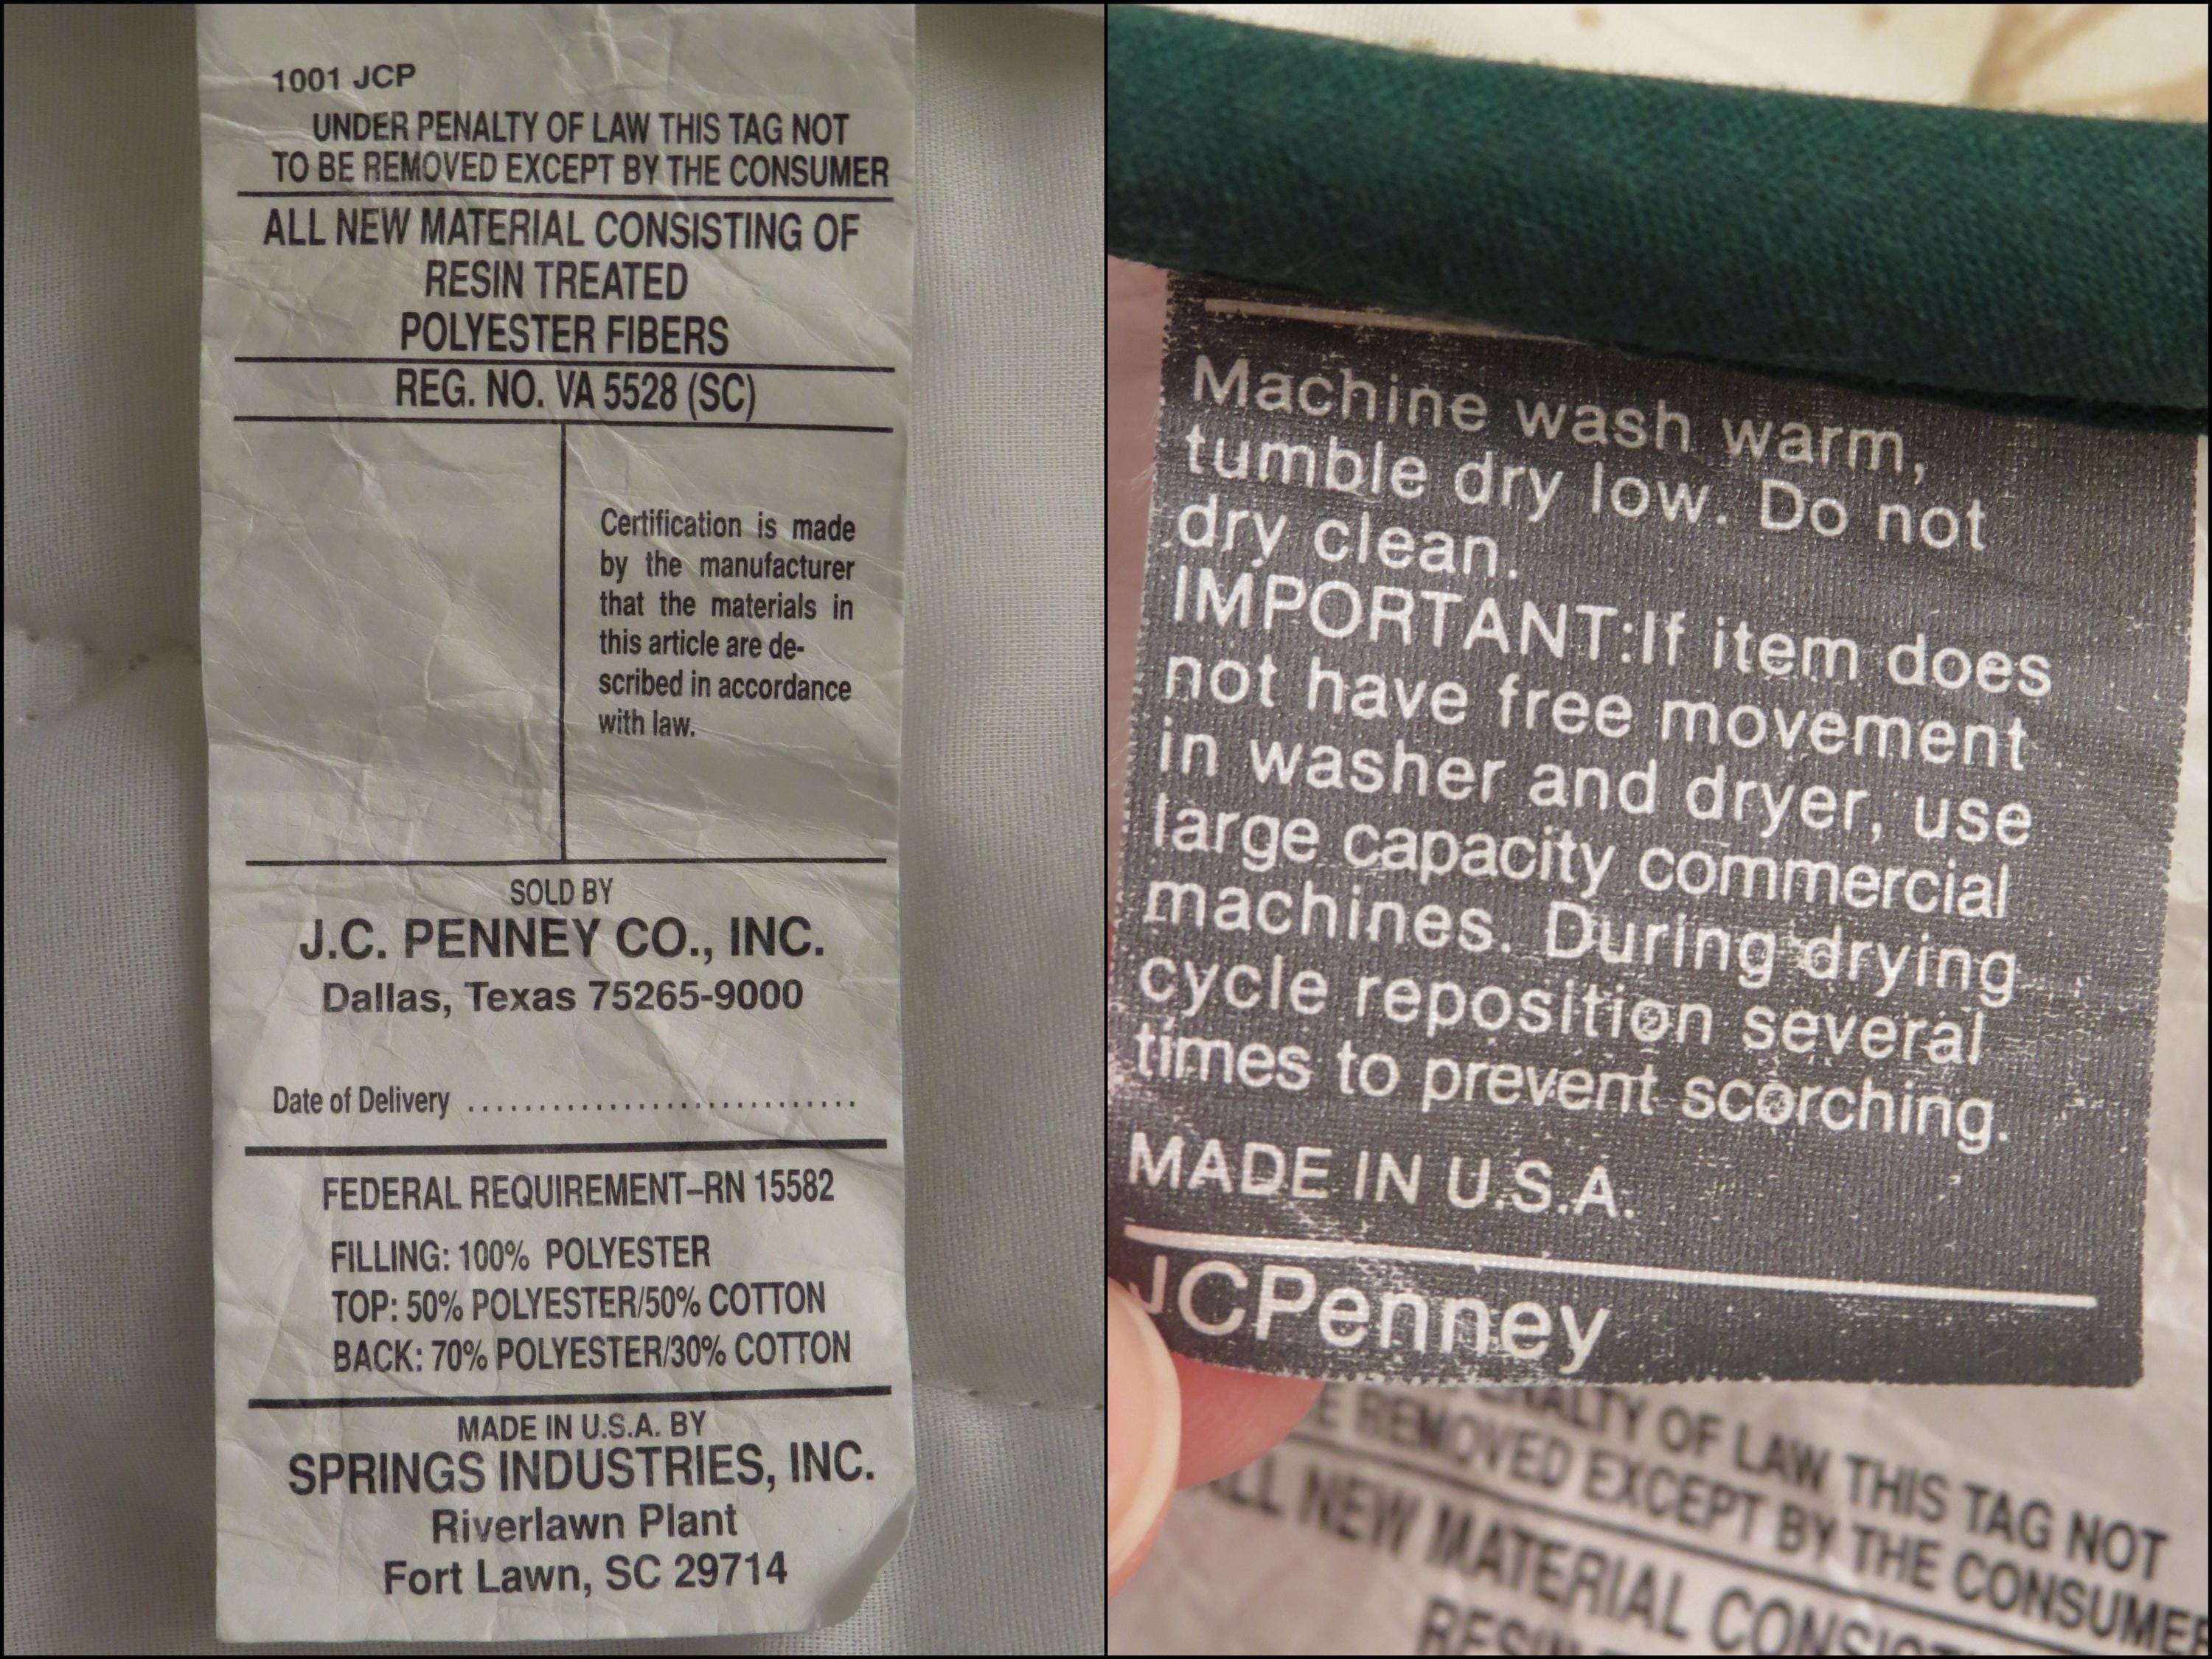 1001 JCP
UNDER PENALTY OF LAW THIS TAG NOT
TO BE REMOVED EXCEPT BY THE CONSUMER
ALL NEW MATERIAL CONSISTING OF
RESIN TREATED
POLYESTER FIBERS
REG. NO. VA 5528 (SC)
Certification is made
by the manufacturer
that the materials in
this article are de-
scribed in accordance
with law.
SOLD BY
J.C. PENNEY CO., INC.
Dallas, Texas 75265-9000
Date of Delivery ............................
FEDERAL REQUIREMENT–RN 15582
FILLING: 100% POLYESTER
TOP: 50% POLYESTER/50% COTTON
BACK: 70% POLYESTER/30% COTTON
MADE IN U.S.A. BY
SPRINGS INDUSTRIES, INC.
Riverlawn Plant
Fort Lawn, SC 29714
Machine wash warm,
tumble dry low. Do not
dry clean.
IMPORTANT:If item does
not have free movement
in washer and dryer, use
large capacity commercial
machines. During drying
cycle reposition several
times to prevent scorching.
MADE IN U.S.A.
JCPenney
OF LAW THIS TAG NOT
REMOVED EXCEPT BY THE CONSUMER
NEW MATERIAL